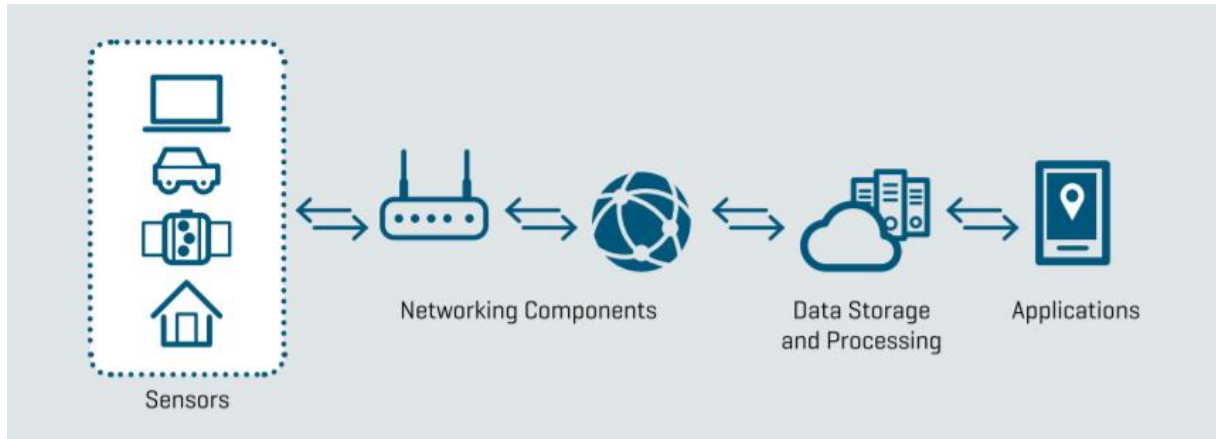 Networking Components
Data Storage
and Processing
Applications
Sensors